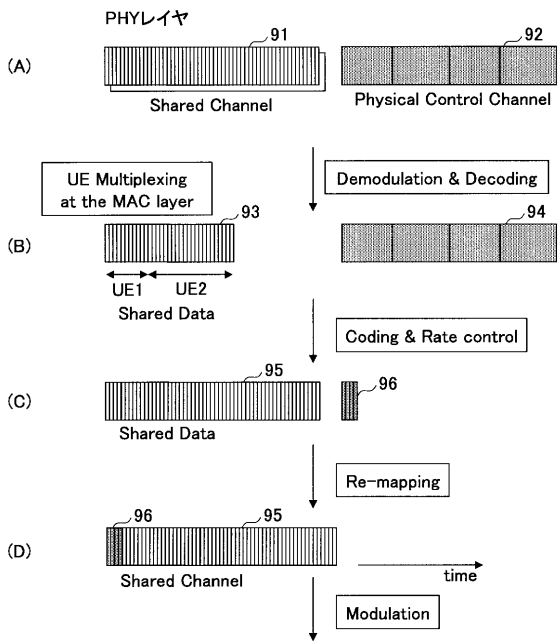 PHYレイヤ
91
92
(A)
Shared Channel
Physical Control Channel
UE Multiplexing
at the MAC layer
Demodulation & Decoding
93
94
(B)
UE1
UE2
Shared Data
Coding & Rate control
95
96
(C)
Shared Data
Re-mapping
96
95
(D)
Shared Channel
time
Modulation